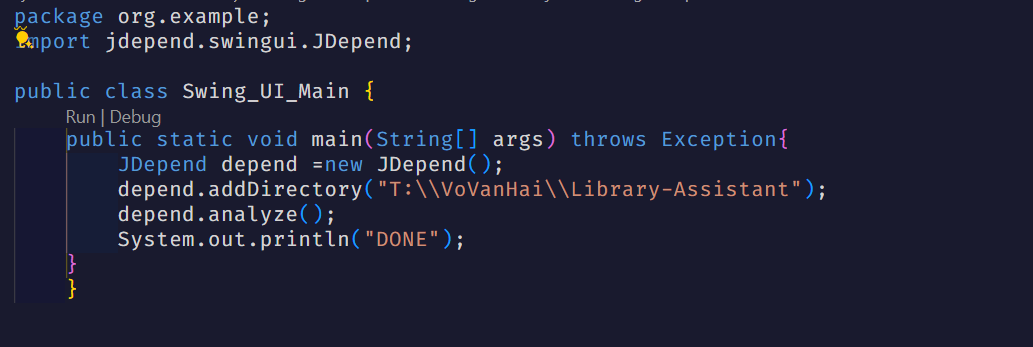 package org.example;
import jdepend.swingui.JDepend;
public class Swing_UI_Main {
Run | Debug
public static void main(String[] args) throws Exception{
JDepend depend =new JDepend();
depend.addDirectory("T:\\VoVanHai\\Library-Assistant");
depend.analyze();
System.out.println("DONE");
}
}